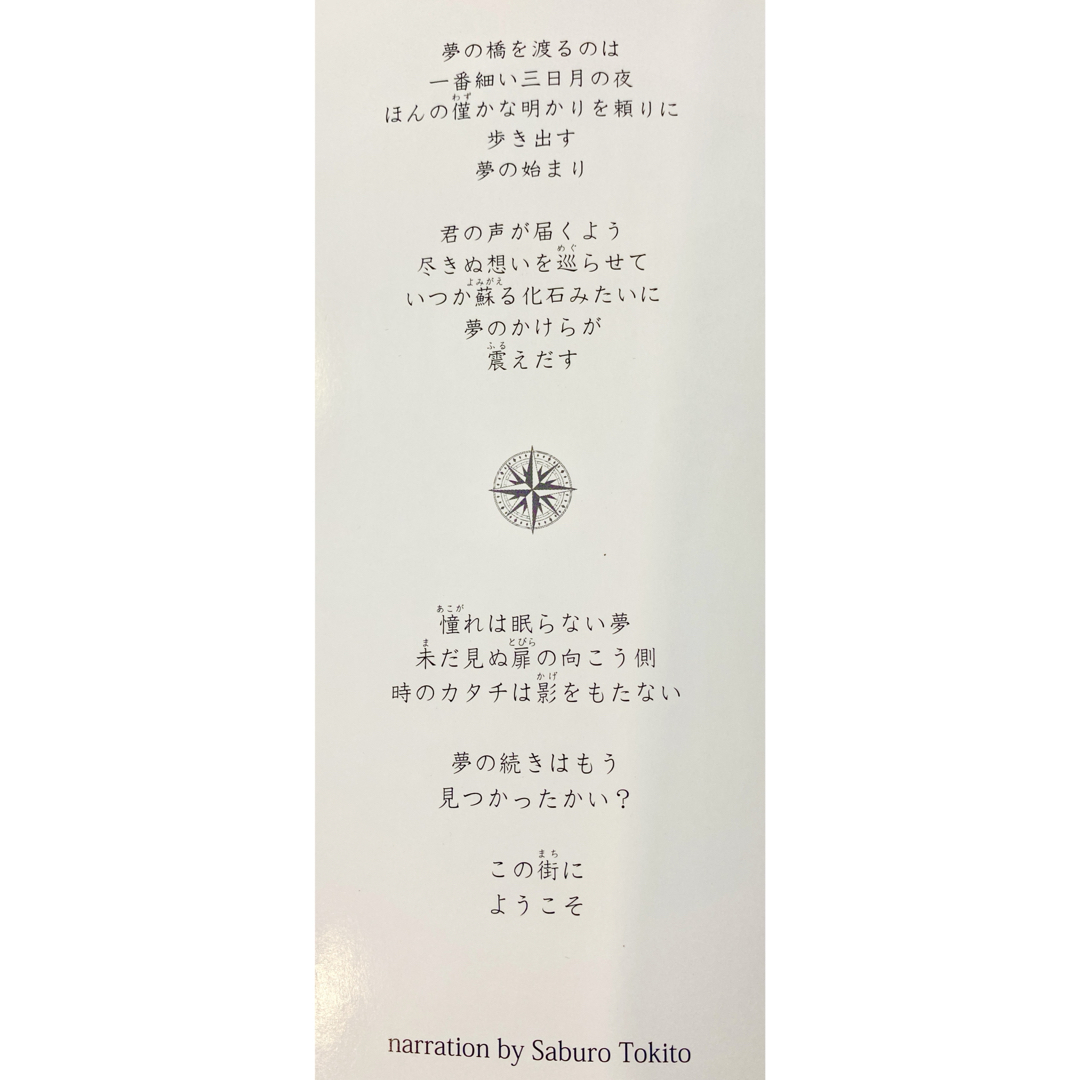 夢の橋を渡るのは
一番細い三日月の夜
ほんの僅かな明かりを頼りに
歩き出す
夢の始まり
君の声が届くよう
尽きぬ想いを巡らせて
いつか蘇る化石みたいに
夢のかけらが
震えだす
憧れは眠らない夢
未だ見ぬ扉の向こう側
時のカタチは影をもたない
夢の続きはもう
見つかったかい？
この街に
ようこそ
narration by Saburo Tokito